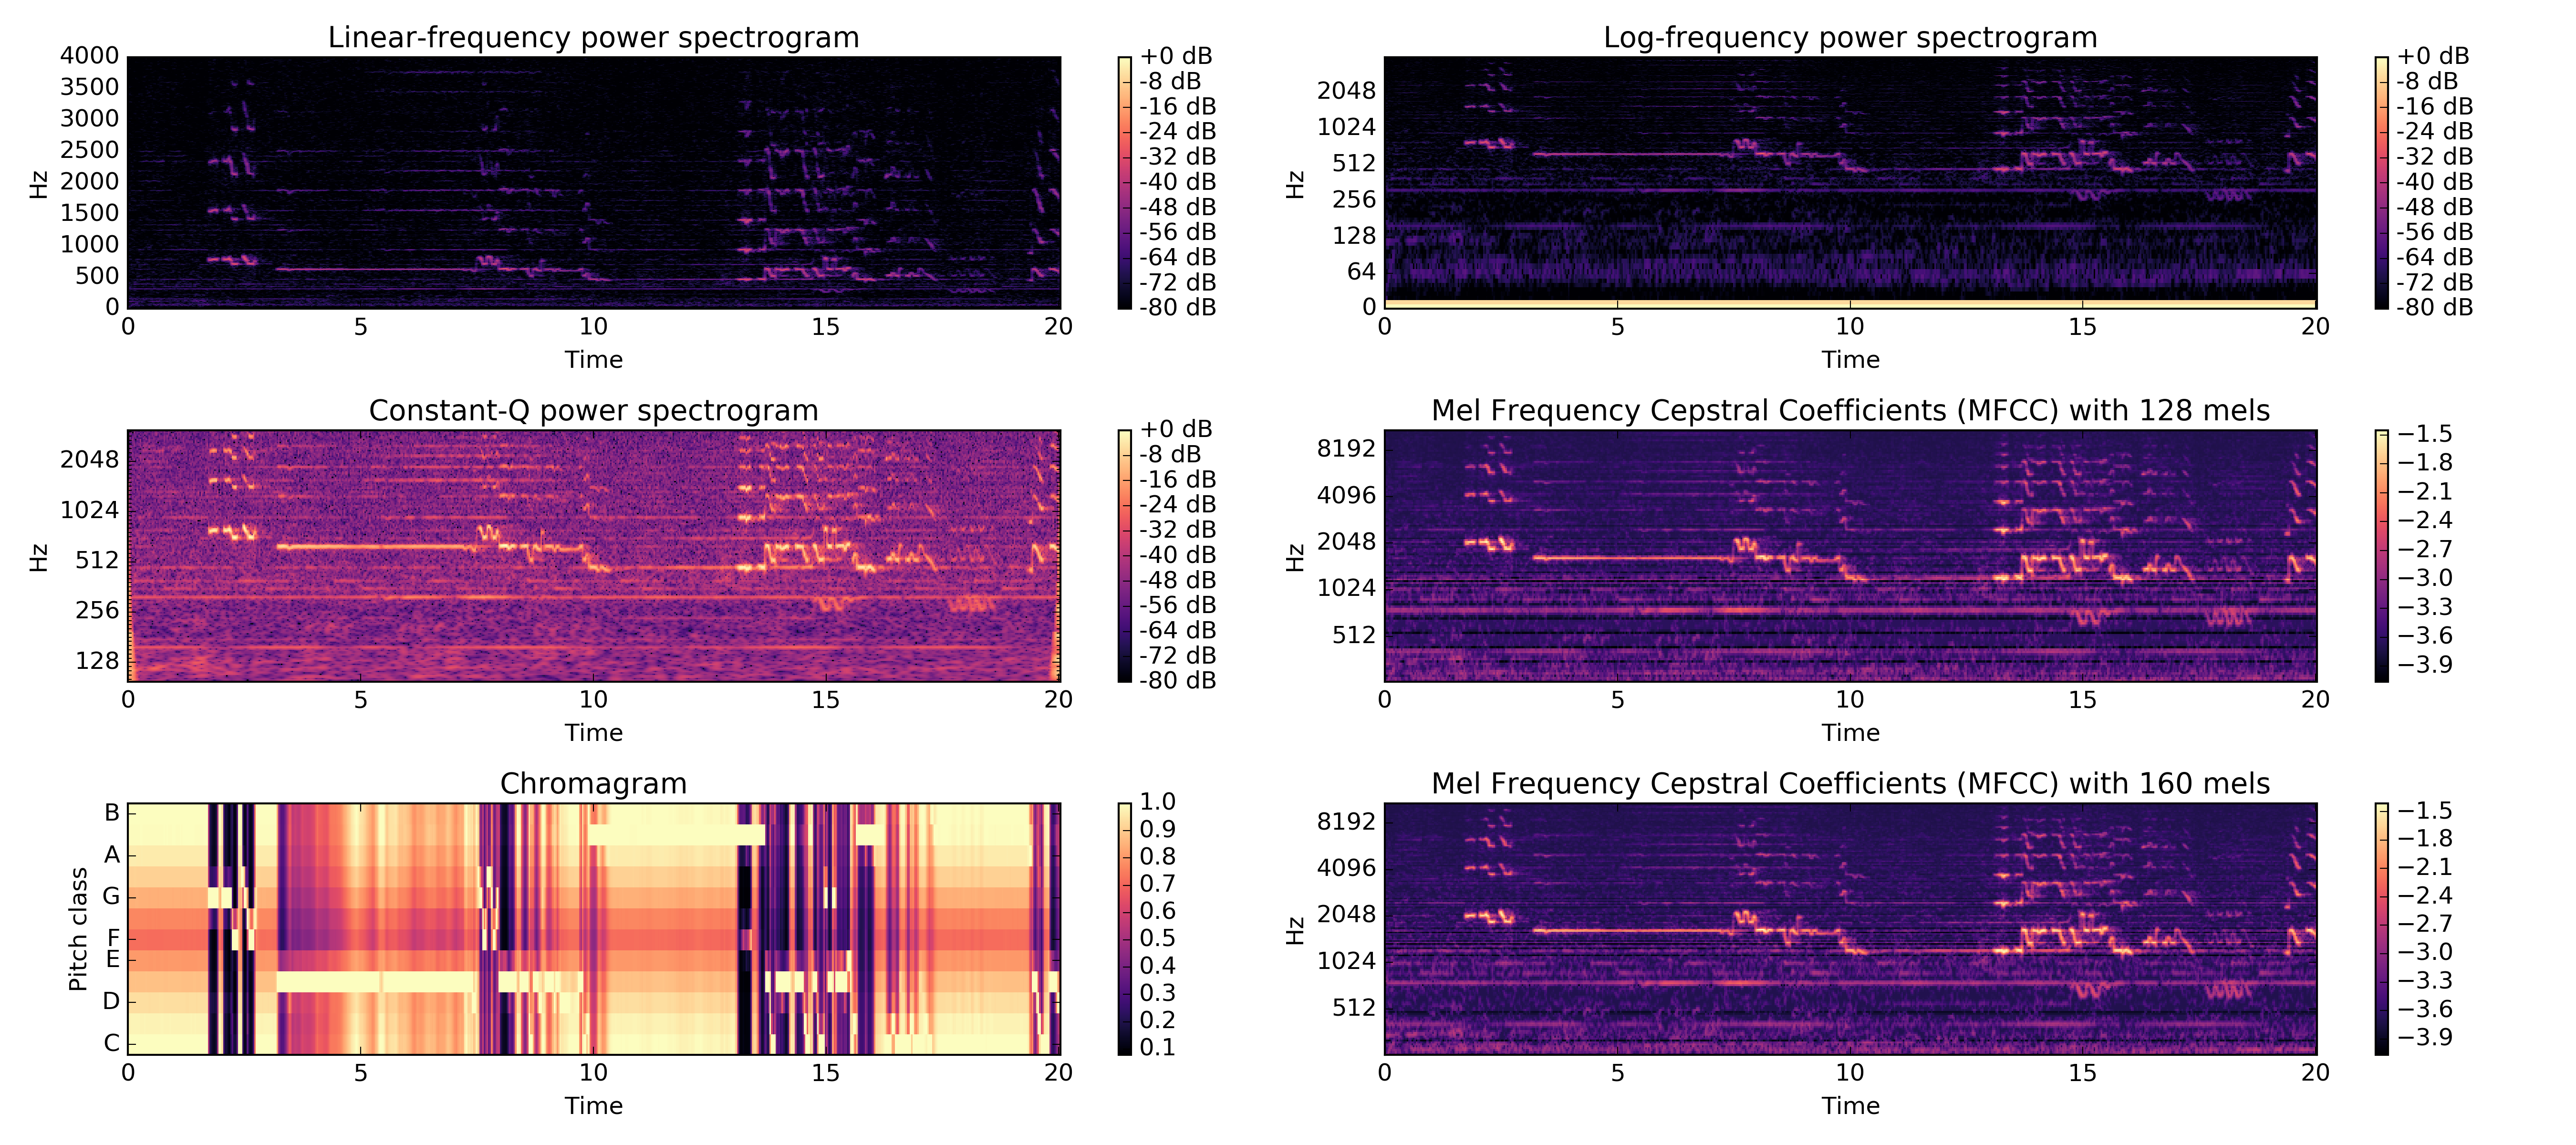 Linear-frequency power spectrogram
4000
3500
3000
2500
2000
1500
1000
500
0
Hz
0 5 10 15 20
Time
+0 dB
-8 dB
-16 dB
-24 dB
-32 dB
-40 dB
-48 dB
-56 dB
-64 dB
-72 dB
-80 dB
Log-frequency power spectrogram
2048
1024
512
256
128
64
0
Hz
0 5 10 15 20
Time
+0 dB
-8 dB
-16 dB
-24 dB
-32 dB
-40 dB
-48 dB
-56 dB
-64 dB
-72 dB
-80 dB
Constant-Q power spectrogram
2048
1024
512
256
128
Hz
0 5 10 15 20
Time
+0 dB
-8 dB
-16 dB
-24 dB
-32 dB
-40 dB
-48 dB
-56 dB
-64 dB
-72 dB
-80 dB
Mel Frequency Cepstral Coefficients (MFCC) with 128 mels
8192
4096
2048
1024
512
Hz
0 5 10 15 20
Time
−1.5
−1.8
−2.1
−2.4
−2.7
−3.0
−3.3
−3.6
−3.9
Chromagram
B
A
G
F
E
D
C
Pitch class
0 5 10 15 20
Time
1.0
0.9
0.8
0.7
0.6
0.5
0.4
0.3
0.2
0.1
Mel Frequency Cepstral Coefficients (MFCC) with 160 mels
8192
4096
2048
1024
512
Hz
0 5 10 15 20
Time
−1.5
−1.8
−2.1
−2.4
−2.7
−3.0
−3.3
−3.6
−3.9